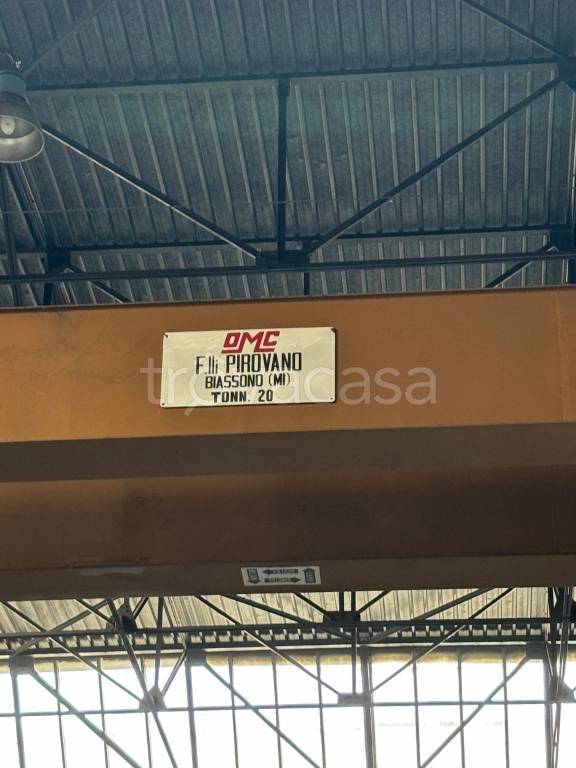 OMC
F.lli PIROVANO
BIASSONO (MI)
TONN. 20
trovacasa